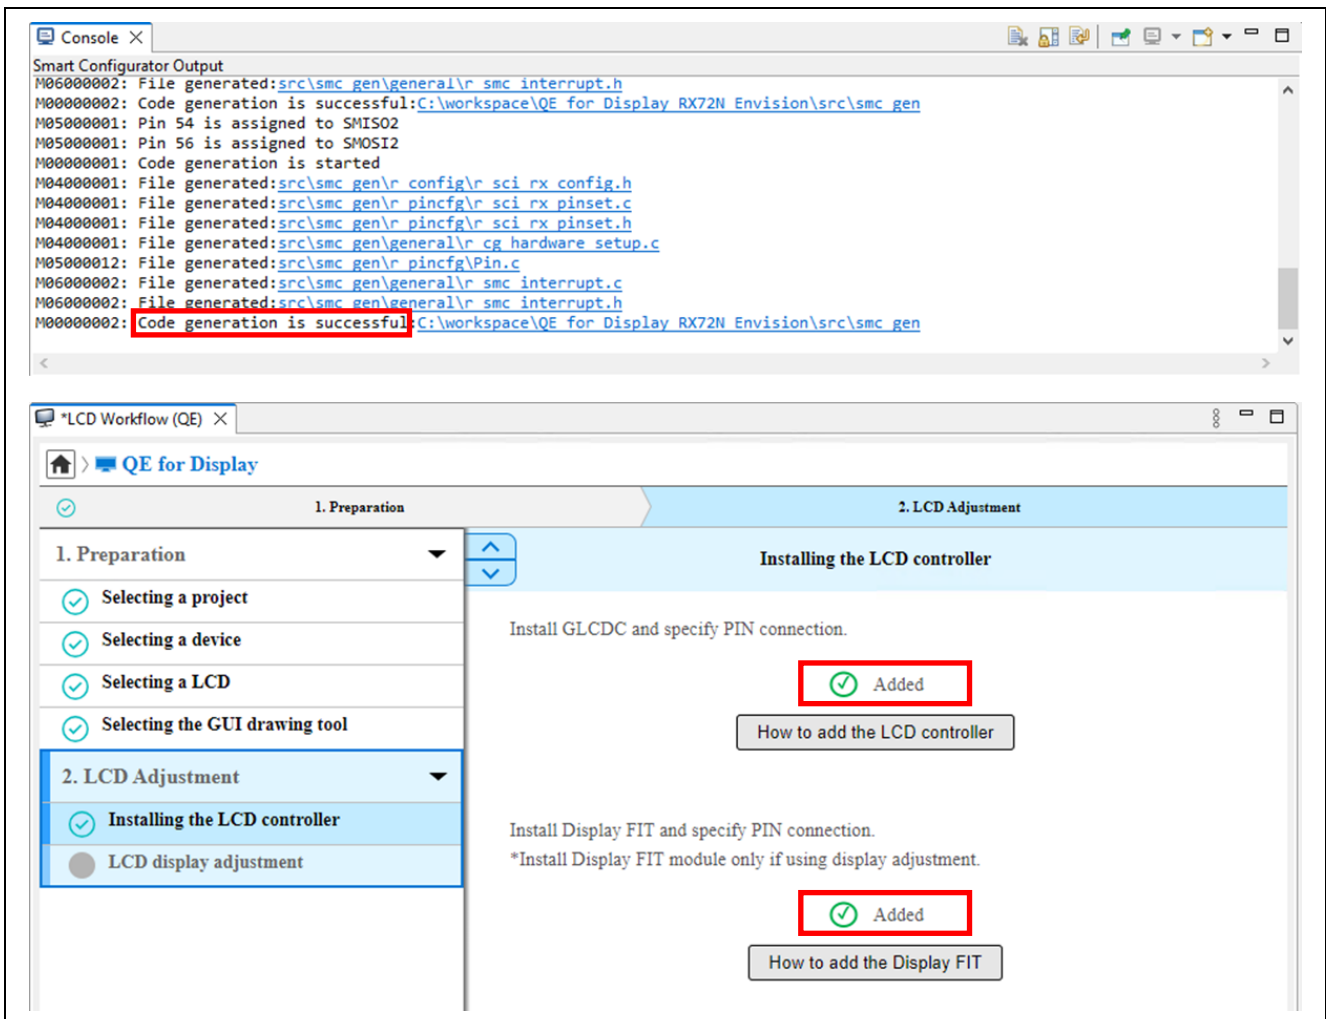 Console
Smart Configurator Output
M06000002: File generated:src\smc_gen\general\r_smc_interrupt.h
M00000002: Code generation is successful:C:\workspace\QE_for_Display_RX72N_Envision\src\smc_gen
M05000001: Pin 54 is assigned to SMISO2
M05000001: Pin 56 is assigned to SMOSI2
M00000001: Code generation is started
M04000001: File generated:src\smc_gen\r_config\r_sci_rx_config.h
M04000001: File generated:src\smc_gen\r_pincfg\r_sci_rx_pinset.c
M04000001: File generated:src\smc_gen\r_pincfg\r_sci_rx_pinset.h
M04000001: File generated:src\smc_gen\general\r_cg_hardware_setup.c
M05000012: File generated:src\smc_gen\r_pincfg\Pin.c
M06000002: File generated:src\smc_gen\general\r_smc_interrupt.c
M06000002: File generated:src\smc_gen\general\r_smc_interrupt.h
M00000002: Code generation is successful:C:\workspace\QE_for_Display_RX72N_Envision\src\smc_gen
*LCD Workflow (QE)
QE for Display
1. Preparation
2. LCD Adjustment
1. Preparation
Selecting a project
Selecting a device
Selecting a LCD
Selecting the GUI drawing tool
2. LCD Adjustment
Installing the LCD controller
LCD display adjustment
Installing the LCD controller
Install GLCDC and specify PIN connection.
Added
How to add the LCD controller
Install Display FIT and specify PIN connection.
*Install Display FIT module only if using display adjustment.
Added
How to add the Display FIT